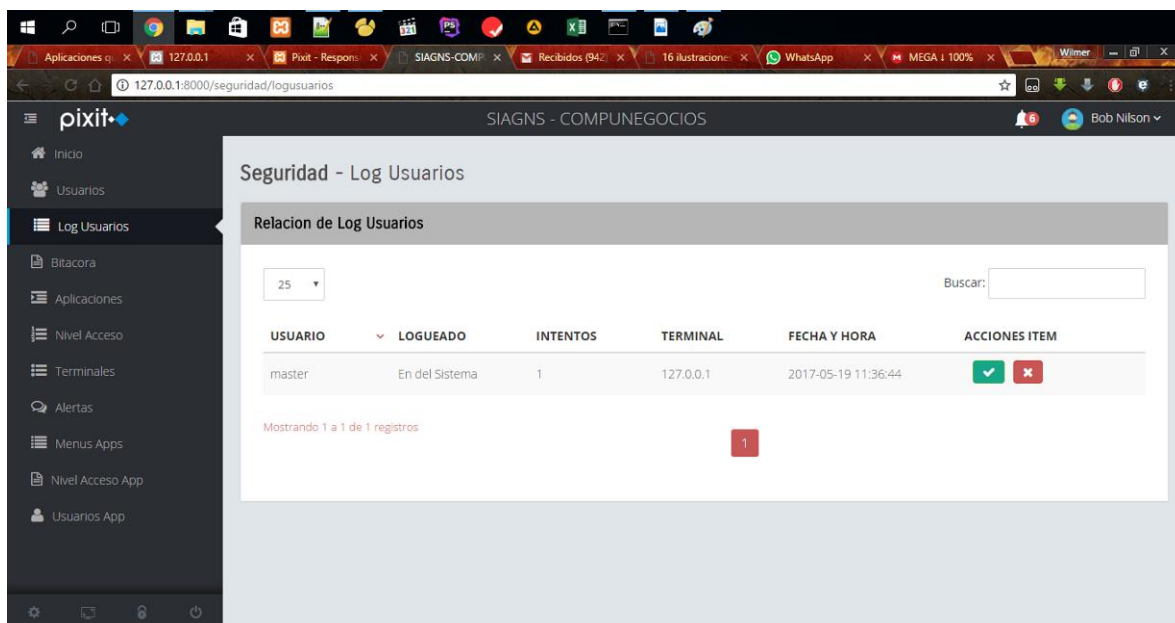 Aplicaciones q
127.0.0.1
Pixit - Respons
SIAGNS-COMP
Recibidos (942
16 ilustracione
WhatsApp
MEGA ↓ 100%
Wilmer
127.0.0.1:8000/seguridad/logusuarios
pixit
SIAGNS - COMPUNEGOCIOS
6
Bob Nilson
Inicio
Usuarios
Log Usuarios
Bitacora
Aplicaciones
Nivel Acceso
Terminales
Alertas
Menus Apps
Nivel Acceso App
Usuarios App
Seguridad - Log Usuarios
Relacion de Log Usuarios
25
Buscar:
USUARIO LOGUEADO INTENTOS TERMINAL FECHA Y HORA ACCIONES ITEM
master En del Sistema 1 127.0.0.1 2017-05-19 11:36:44
Mostrando 1 a 1 de 1 registros
1